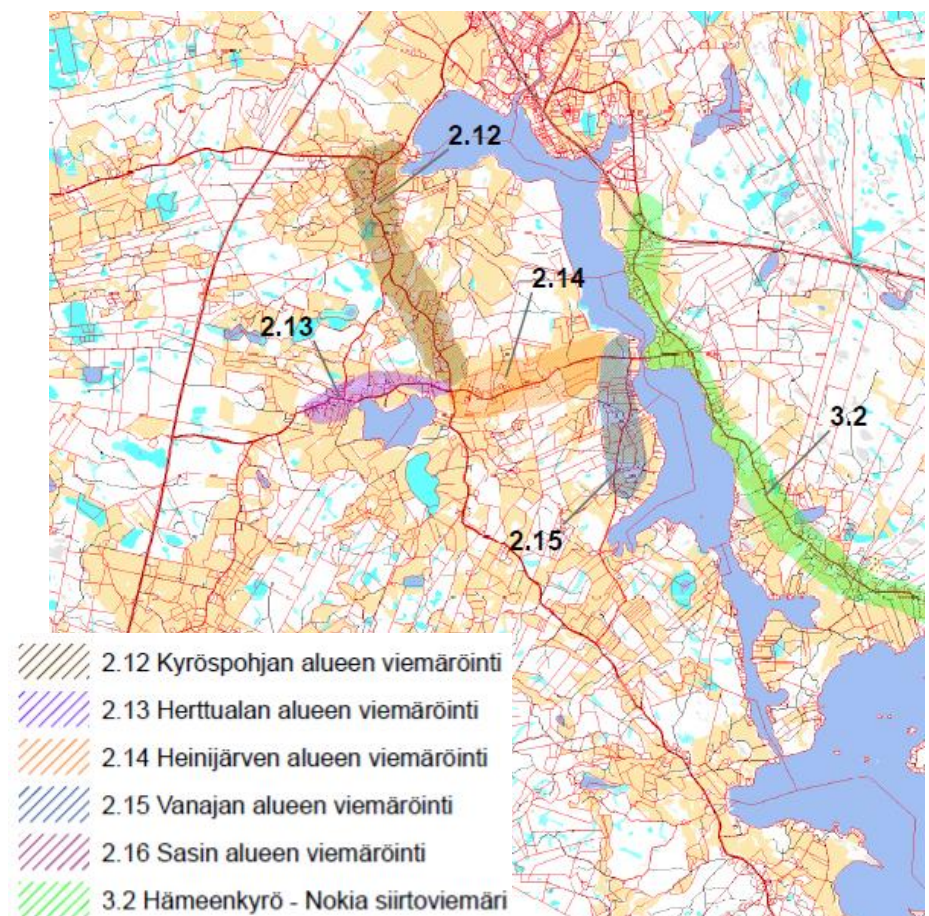 2.12
2.14
2.13
3.2
2.15
2.12 Kyröspohjan alueen viemäröinti
2.13 Herttualan alueen viemäröinti
2.14 Heinijärven alueen viemäröinti
2.15 Vanajan alueen viemäröinti
2.16 Sasin alueen viemäröinti
3.2 Hämeenkyrö - Nokia siirtoviemäri